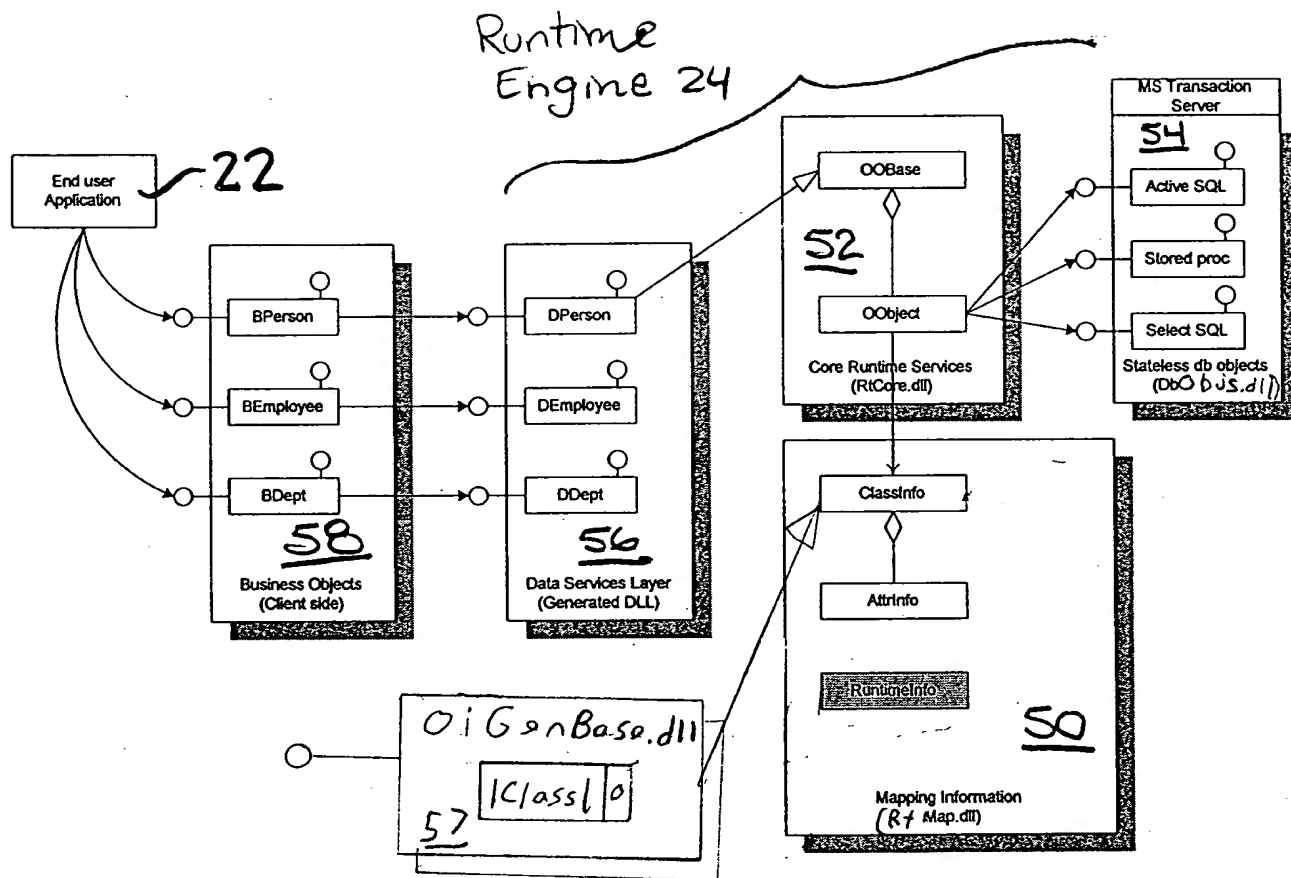 Runtime
Engine 24
MS Transaction
Server
54
Active SQL
Stored proc
Select SQL
Stateless db objects
(DbObjs.dll)
End user
Application
22
OOBase
52
OObject
Core Runtime Services
(RtCore.dll)
BPerson
BEmployee
BDept
58
Business Objects
(Client side)
DPerson
DEmployee
DDept
56
Data Services Layer
(Generated DLL)
ClassInfo
AttrInfo
RuntimeInfo
50
Mapping Information
(Rt Map.dll)
OiGenBase.dll
57